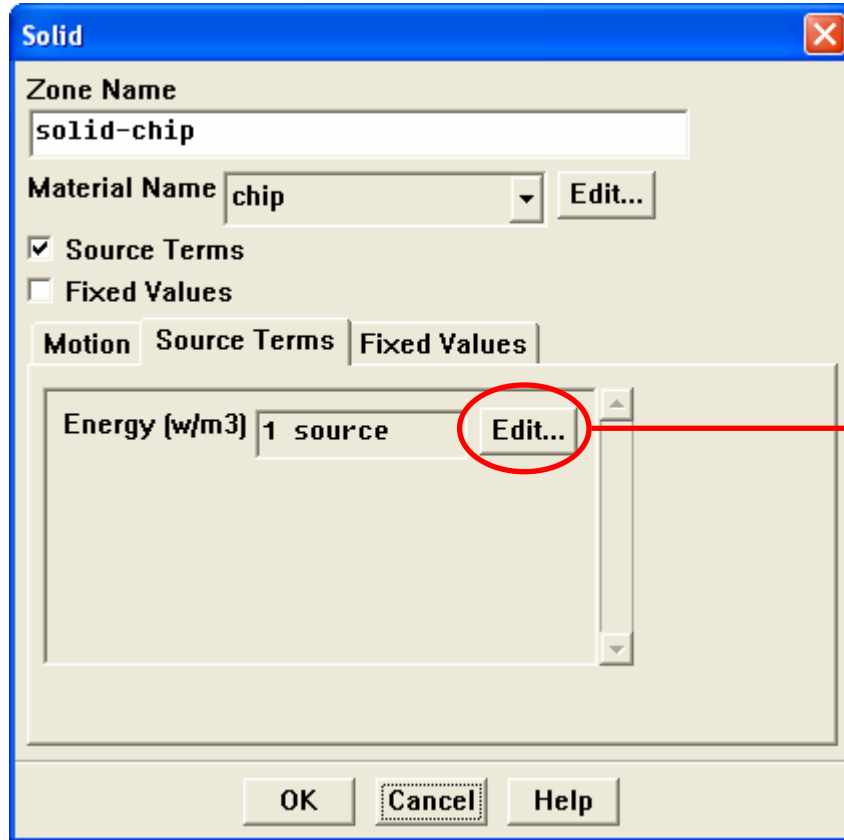 Solid
Zone Name
solid-chip
Material Name chip Edit...
Source Terms
Fixed Values
Motion Source Terms Fixed Values
Energy (w/m3) 1 source Edit...
OK Cancel Help